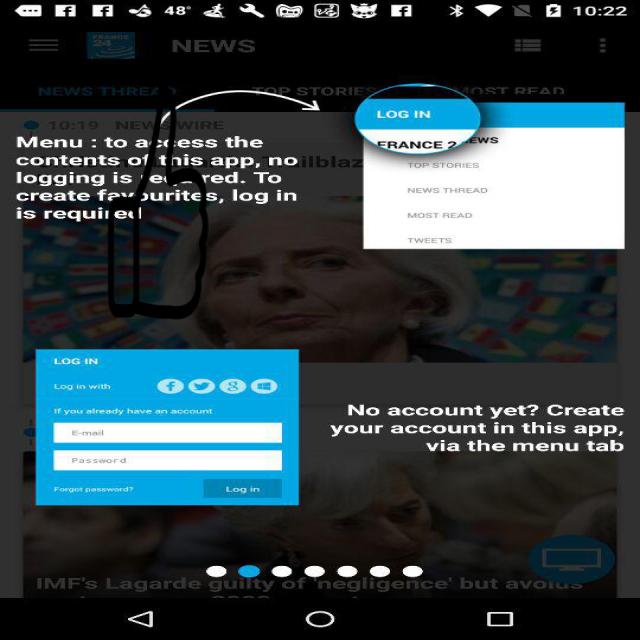 48° 10:22
FRANCE 24 NEWS
NEWS THREAD TOP STORIES MOST READ
10:19 NEWSWIRE
Menu : to access the
contents of this app, no
logging is required. To
create favourites, log in
is required
LOG IN
FRANCE 2 EWS
TOP STORIES
NEWS THREAD
MOST READ
TWEETS
LOG IN
Log in with
If you already have an account
E-mail
Password
Forgot password? Log in
No account yet? Create
your account in this app,
via the menu tab
IMF's Lagarde guilty of 'negligence' but avoids